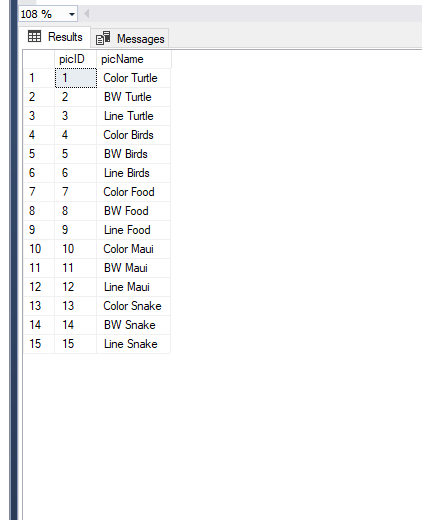 108 %
Results Messages
picID picName
1 1 Color Turtle
2 2 BW Turtle
3 3 Line Turtle
4 4 Color Birds
5 5 BW Birds
6 6 Line Birds
7 7 Color Food
8 8 BW Food
9 9 Line Food
10 10 Color Maui
11 11 BW Maui
12 12 Line Maui
13 13 Color Snake
14 14 BW Snake
15 15 Line Snake